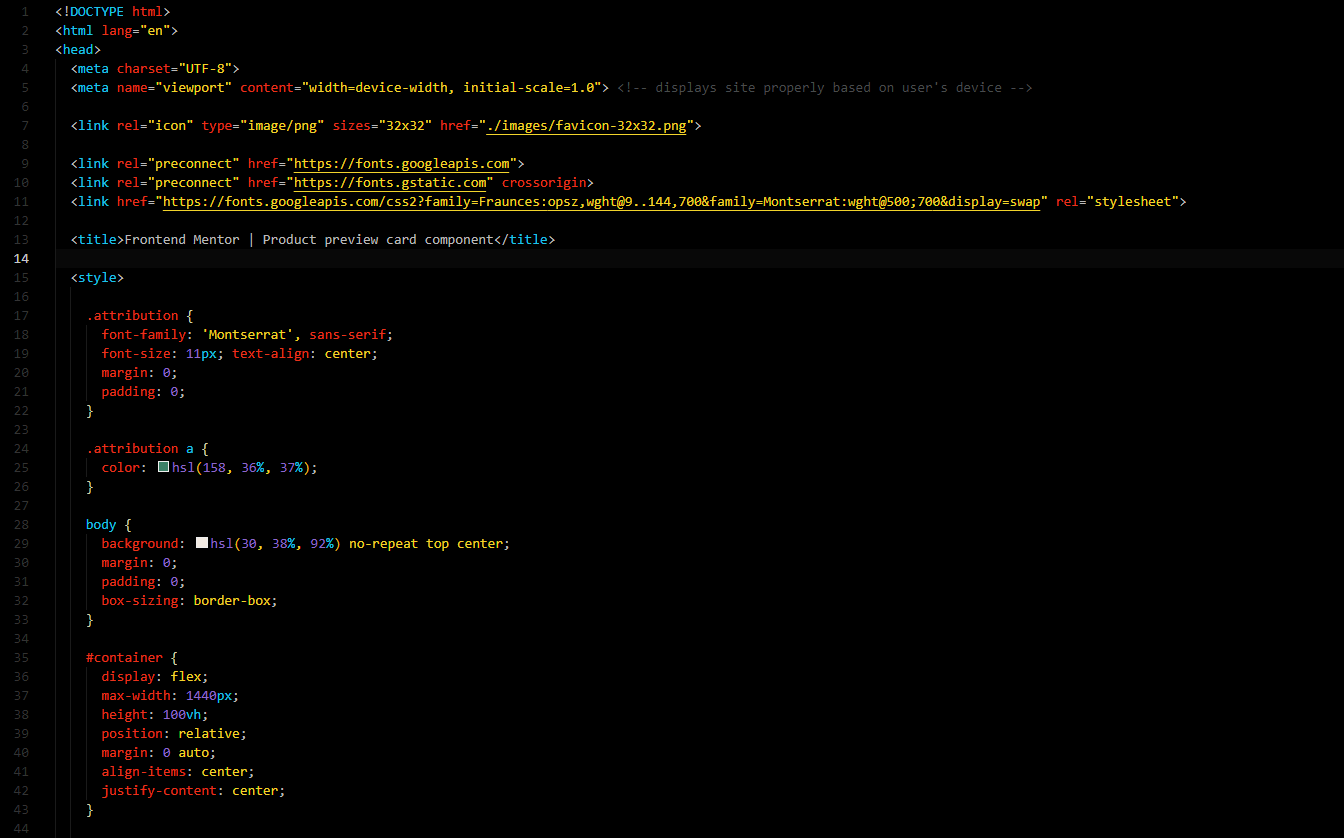 1 <!DOCTYPE html>
2 <html lang="en">
3 <head>
4 <meta charset="UTF-8">
5 <meta name="viewport" content="width=device-width, initial-scale=1.0"> <!-- displays site properly based on user's device -->
6
7 <link rel="icon" type="image/png" sizes="32x32" href="./images/favicon-32x32.png">
8
9 <link rel="preconnect" href="https://fonts.googleapis.com">
10 <link rel="preconnect" href="https://fonts.gstatic.com" crossorigin>
11 <link href="https://fonts.googleapis.com/css2?family=Fraunces:opsz,wght@9..144,700&family=Montserrat:wght@500;700&display=swap" rel="stylesheet">
12
13 <title>Frontend Mentor | Product preview card component</title>
14
15 <style>
16
17 .attribution {
18 font-family: 'Montserrat', sans-serif;
19 font-size: 11px; text-align: center;
20 margin: 0;
21 padding: 0;
22 }
23
24 .attribution a {
25 color: hsl(158, 36%, 37%);
26 }
27
28 body {
29 background: hsl(30, 38%, 92%) no-repeat top center;
30 margin: 0;
31 padding: 0;
32 box-sizing: border-box;
33 }
34
35 #container {
36 display: flex;
37 max-width: 1440px;
38 height: 100vh;
39 position: relative;
40 margin: 0 auto;
41 align-items: center;
42 justify-content: center;
43 }
44